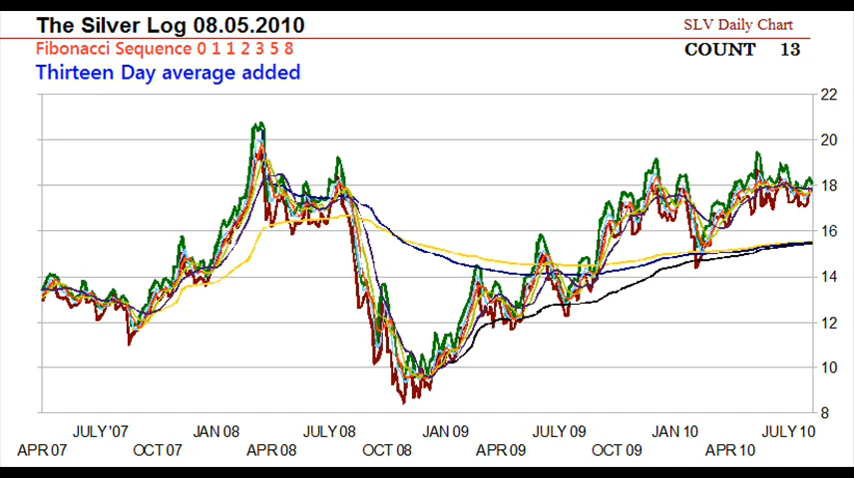 The Silver Log 08.05.2010
SLV Daily Chart
Fibonacci Sequence 0 1 1 2 3 5 8
COUNT 13
Thirteen Day average added
22
20
18
16
14
12
10
8
JULY '07 JAN 08 JULY 08 JAN 09 JULY 09 JAN 10 JULY 10
APR 07 OCT 07 APR 08 OCT 08 APR 09 OCT 09 APR 10